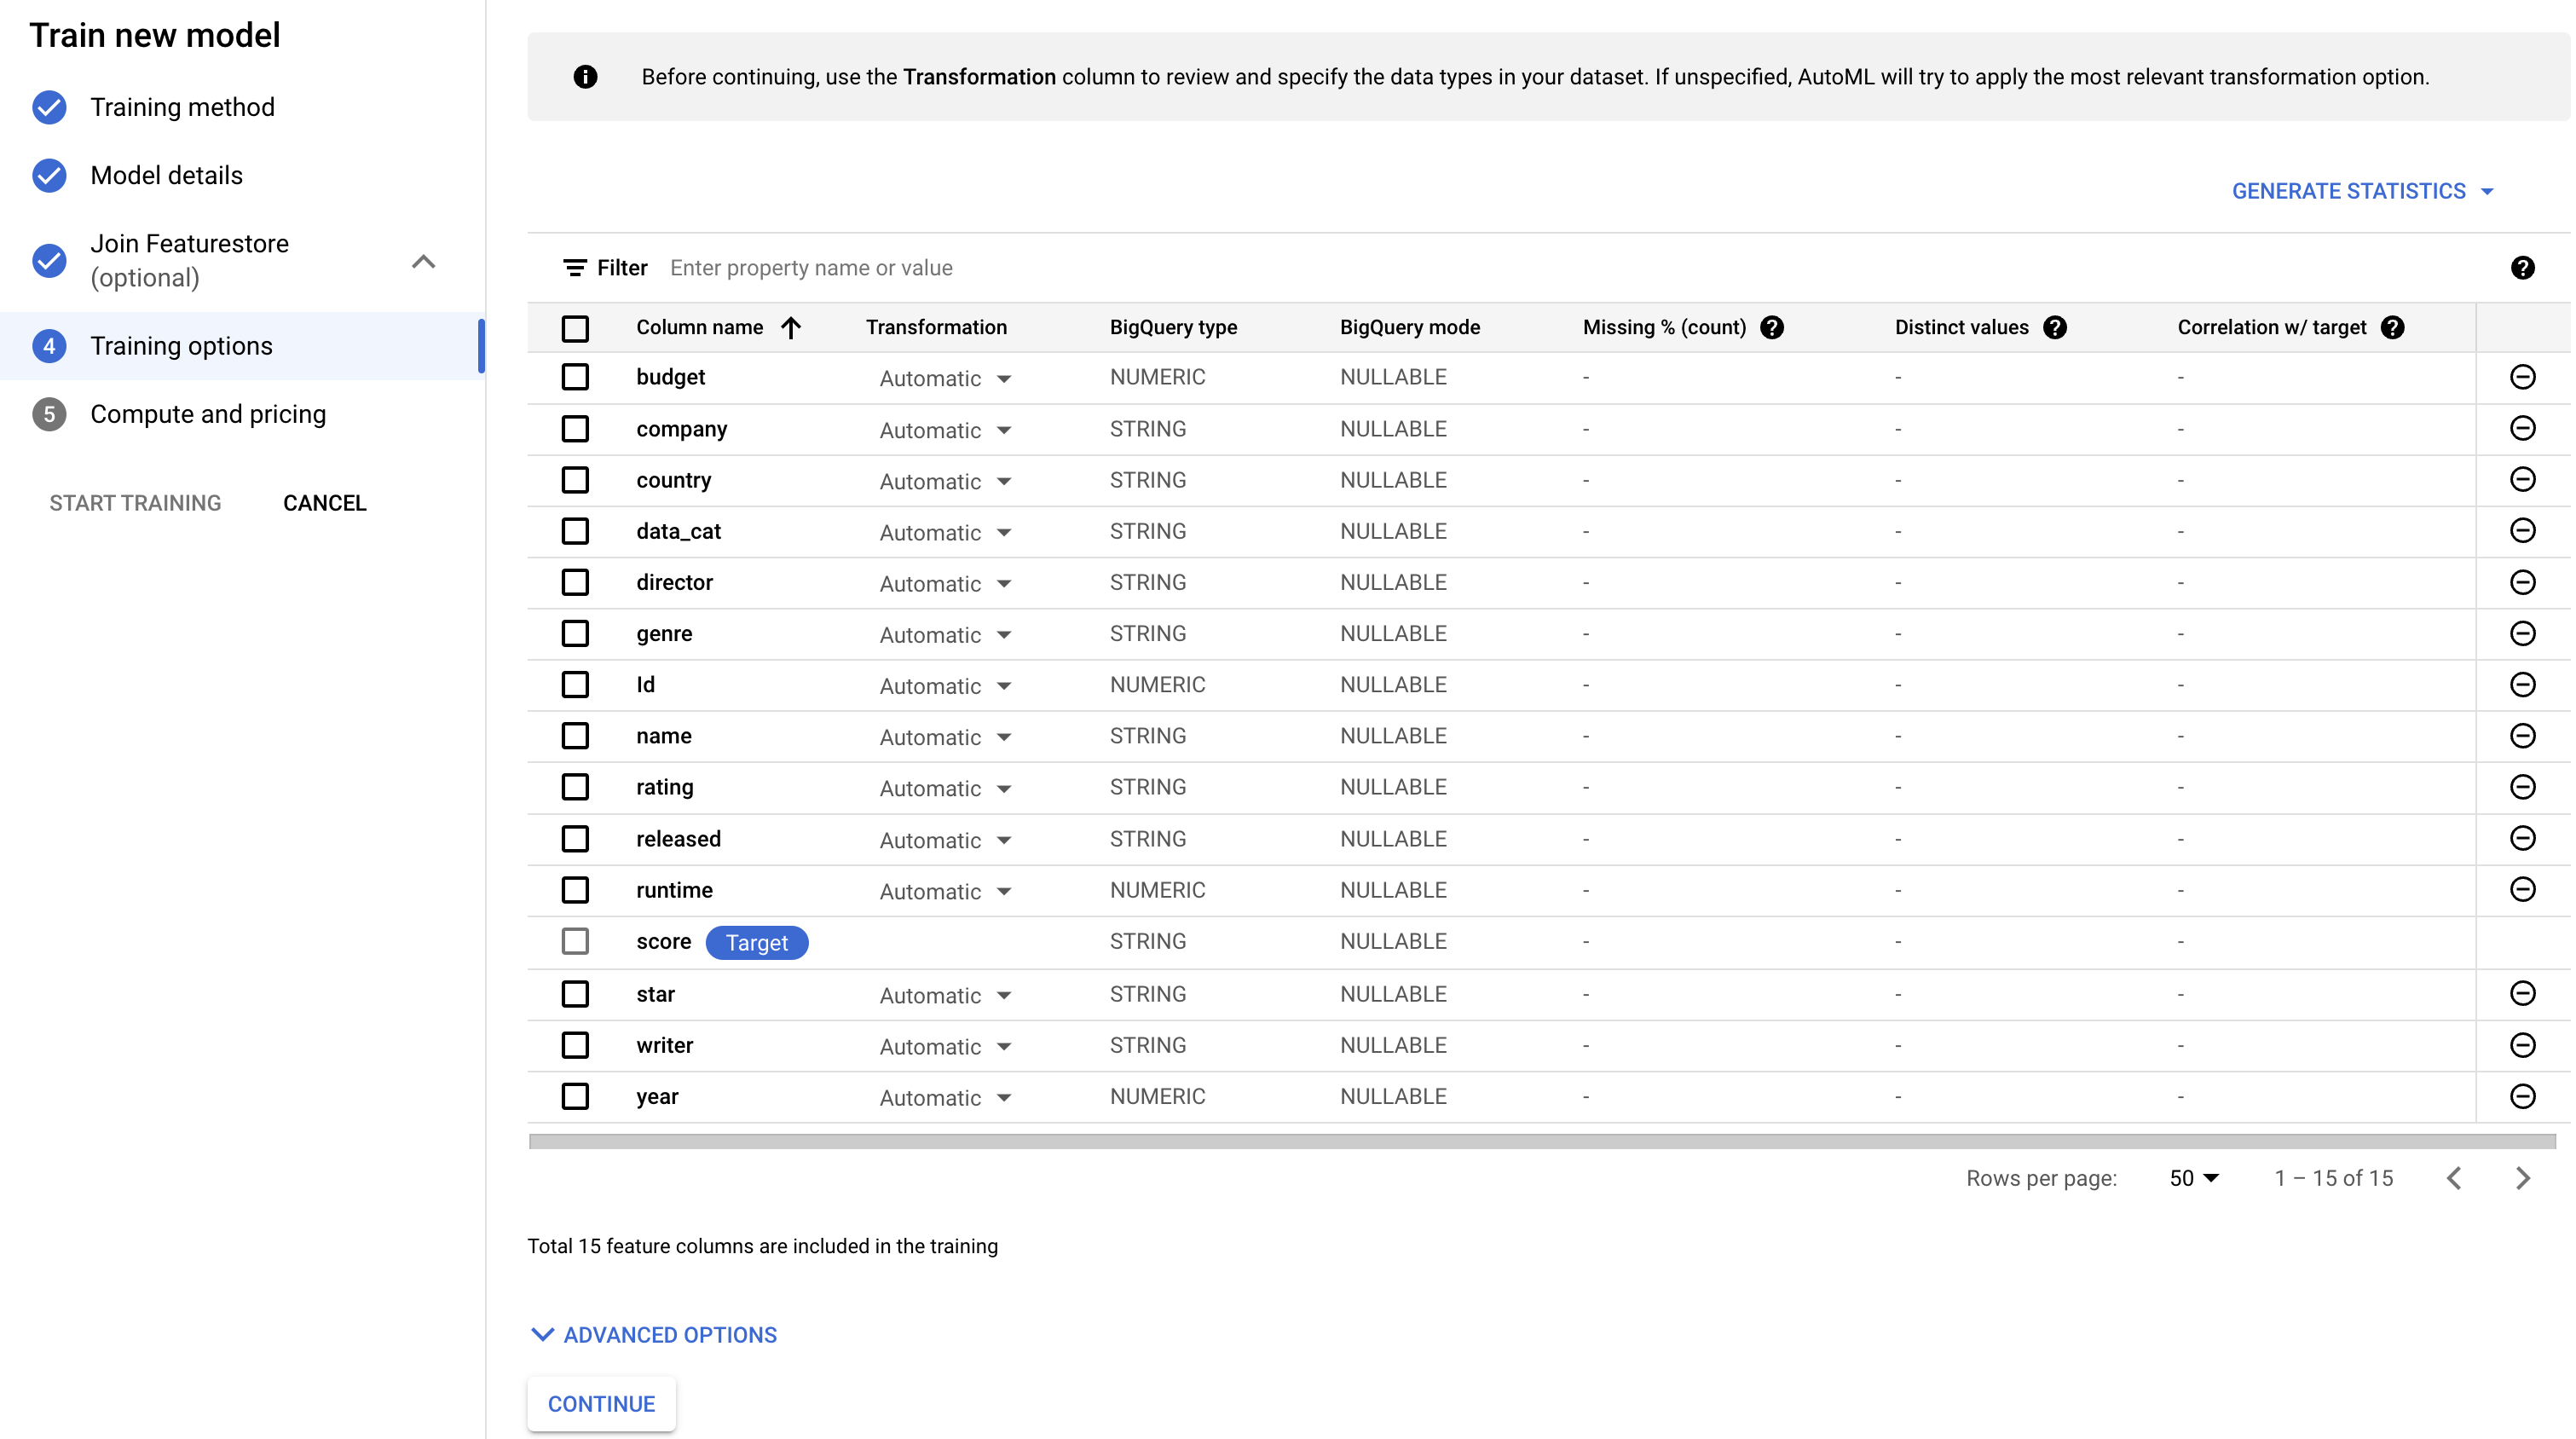 Train new model
Training method
Model details
Join Featurestore
(optional)
4 Training options
5 Compute and pricing
START TRAINING CANCEL
Before continuing, use the Transformation column to review and specify the data types in your dataset. If unspecified, AutoML will try to apply the most relevant transformation option.
GENERATE STATISTICS
Filter Enter property name or value
Column name Transformation BigQuery type BigQuery mode Missing % (count) Distinct values Correlation w/ target
budget Automatic NUMERIC NULLABLE - - -
company Automatic STRING NULLABLE - - -
country Automatic STRING NULLABLE - - -
data_cat Automatic STRING NULLABLE - - -
director Automatic STRING NULLABLE - - -
genre Automatic STRING NULLABLE - - -
Id Automatic NUMERIC NULLABLE - - -
name Automatic STRING NULLABLE - - -
rating Automatic STRING NULLABLE - - -
released Automatic STRING NULLABLE - - -
runtime Automatic NUMERIC NULLABLE - - -
score Target STRING NULLABLE - - -
star Automatic STRING NULLABLE - - -
writer Automatic STRING NULLABLE - - -
year Automatic NUMERIC NULLABLE - - -
Rows per page: 50 1 – 15 of 15
Total 15 feature columns are included in the training
ADVANCED OPTIONS
CONTINUE